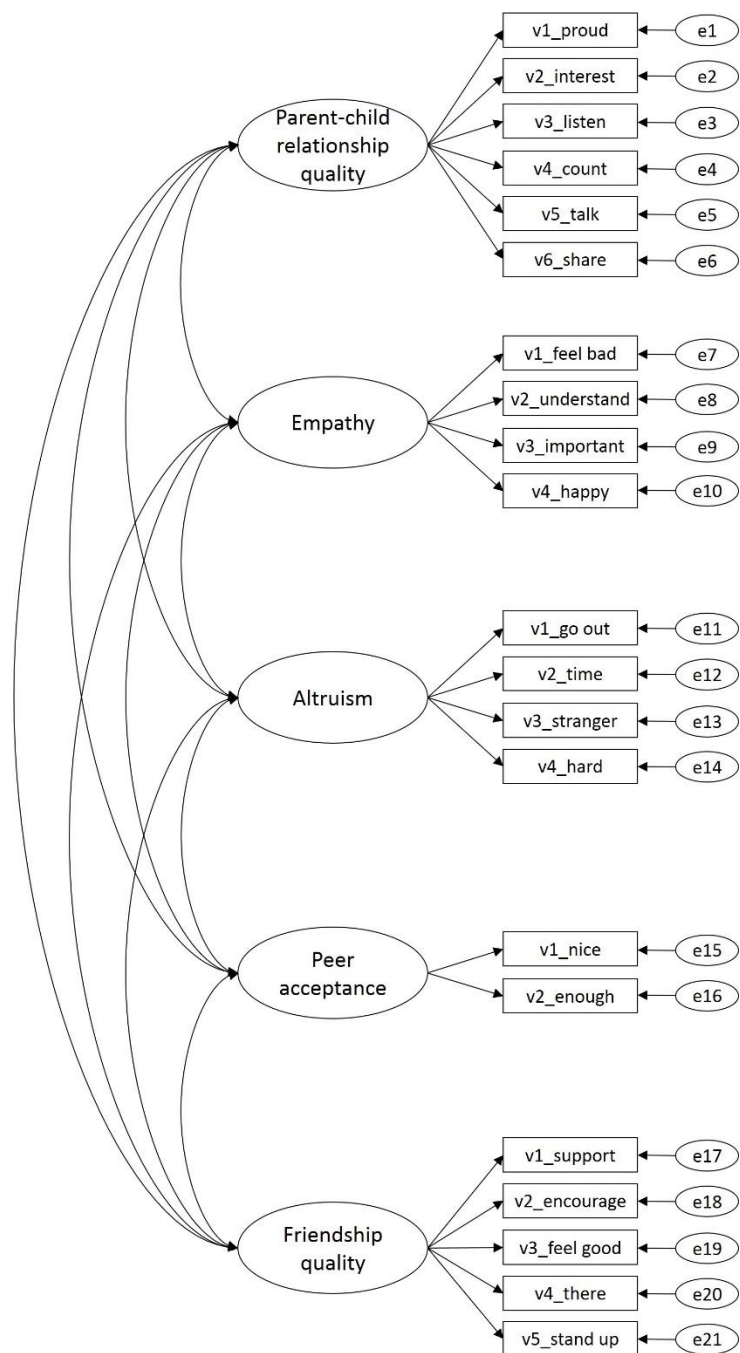 v1_proud
e1
v2_interest
e2
Parent-child
relationship
quality
v3_listen
e3
v4_count
e4
v5_talk
e5
v6_share
e6
v1_feel bad
e7
v2_understand
e8
Empathy
v3_important
e9
v4_happy
e10
v1_go out
e11
v2_time
e12
Altruism
v3_stranger
e13
v4_hard
e14
Peer
acceptance
v1_nice
e15
v2_enough
e16
v1_support
e17
v2_encourage
e18
Friendship
quality
v3_feel good
e19
v4_there
e20
v5_stand up
e21